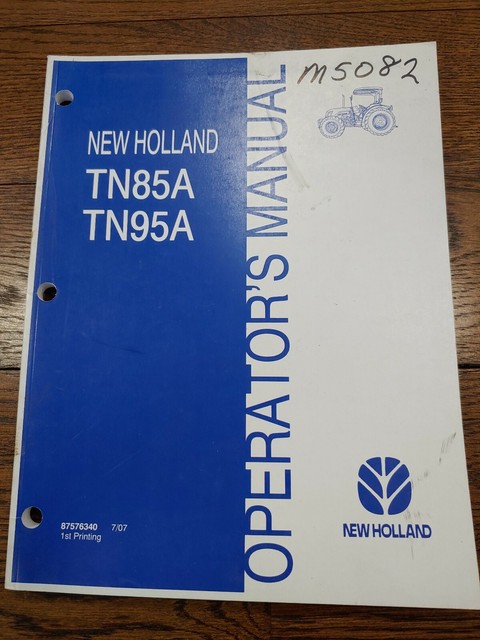 M5082
NEW HOLLAND
TN85A
TN95A
OPERATOR'S MANUAL
87576340 7/07
1st Printing
NEW HOLLAND